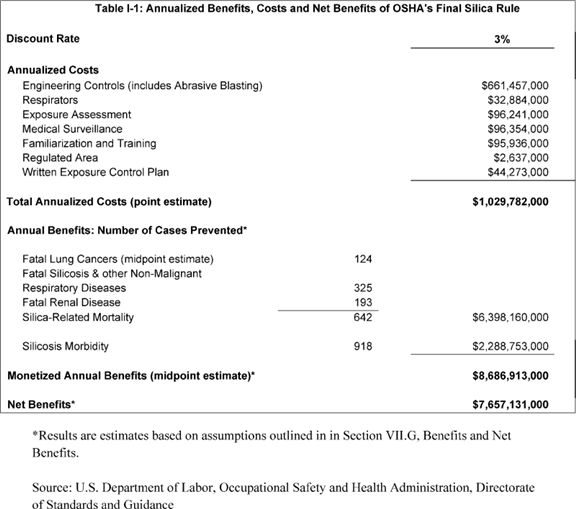 Table I-1: Annualized Benefits, Costs and Net Benefits of OSHA's Final Silica Rule
Discount Rate 3%
Annualized Costs
Engineering Controls (includes Abrasive Blasting) $661,457,000
Respirators $32,884,000
Exposure Assessment $96,241,000
Medical Surveillance $96,354,000
Familiarization and Training $95,936,000
Regulated Area $2,637,000
Written Exposure Control Plan $44,273,000
Total Annualized Costs (point estimate) $1,029,782,000
Annual Benefits: Number of Cases Prevented*
Fatal Lung Cancers (midpoint estimate) 124
Fatal Silicosis & other Non-Malignant
Respiratory Diseases 325
Fatal Renal Disease 193
Silica-Related Mortality 642 $6,398,160,000
Silicosis Morbidity 918 $2,288,753,000
Monetized Annual Benefits (midpoint estimate)* $8,686,913,000
Net Benefits* $7,657,131,000
*Results are estimates based on assumptions outlined in in Section VII.G, Benefits and Net
Benefits.
Source: U.S. Department of Labor, Occupational Safety and Health Administration, Directorate
of Standards and Guidance